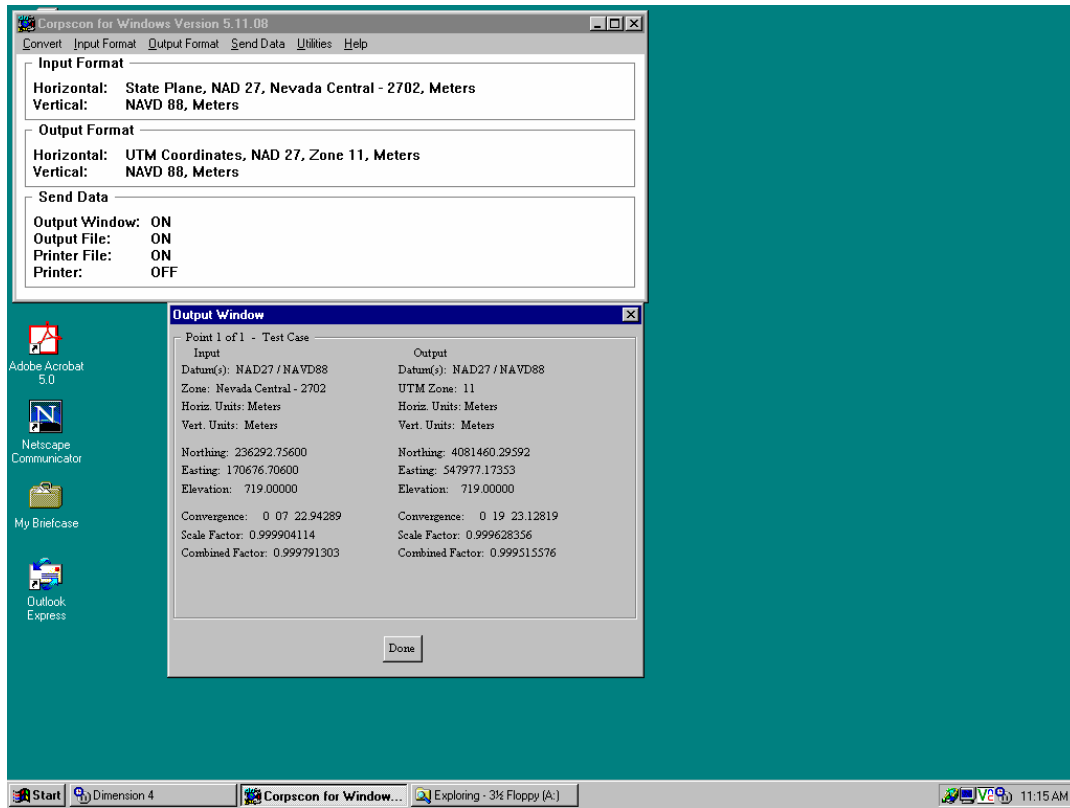 Corpscon for Windows Version 5.11.08
Convert Input Format Output Format Send Data Utilities Help
Input Format
Horizontal: State Plane, NAD 27, Nevada Central - 2702, Meters
Vertical: NAVD 88, Meters
Output Format
Horizontal: UTM Coordinates, NAD 27, Zone 11, Meters
Vertical: NAVD 88, Meters
Send Data
Output Window: ON
Output File: ON
Printer File: ON
Printer: OFF
Output Window
Point 1 of 1 - Test Case
Input Output
Datum(s): NAD27 / NAVD88 Datum(s): NAD27 / NAVD88
Zone: Nevada Central - 2702 UTM Zone: 11
Horiz. Units: Meters Horiz. Units: Meters
Vert. Units: Meters Vert. Units: Meters
Northing: 236292.75600 Northing: 4081460.29592
Easting: 170676.70600 Easting: 547977.17353
Elevation: 719.00000 Elevation: 719.00000
Convergence: 0 07 22.94289 Convergence: 0 19 23.12819
Scale Factor: 0.999904114 Scale Factor: 0.999628356
Combined Factor: 0.999791303 Combined Factor: 0.999515576
Done
Adobe Acrobat
5.0
Netscape
Communicator
My Briefcase
Outlook
Express
Start Dimension 4 Corpscon for Window... Exploring - 3½ Floppy (A:) 11:15 AM